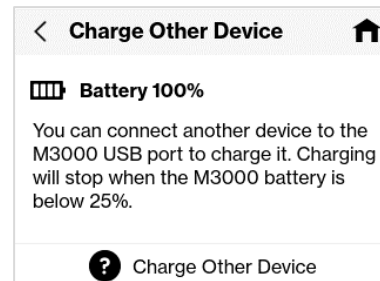 Charge Other Device
Battery 100%
You can connect another device to the
M3000 USB port to charge it. Charging
will stop when the M3000 battery is
below 25%.
? Charge Other Device